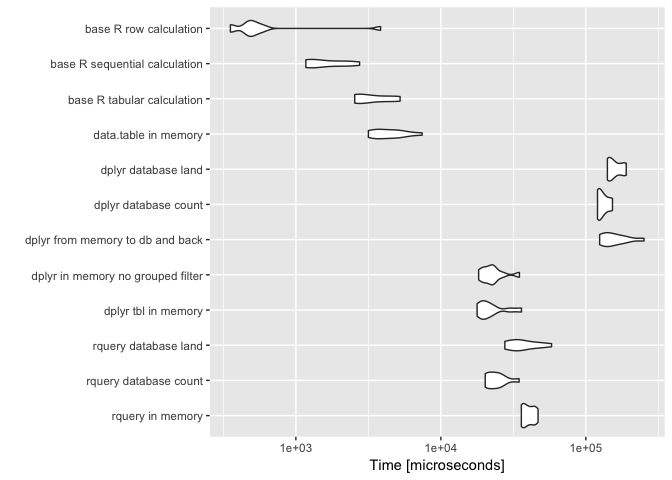 base R row calculation
base R sequential calculation
base R tabular calculation
data.table in memory
dplyr database land
dplyr database count
dplyr from memory to db and back
dplyr in memory no grouped filter
dplyr tbl in memory
rquery database land
rquery database count
rquery in memory
1e+03 1e+04 1e+05
Time [microseconds]